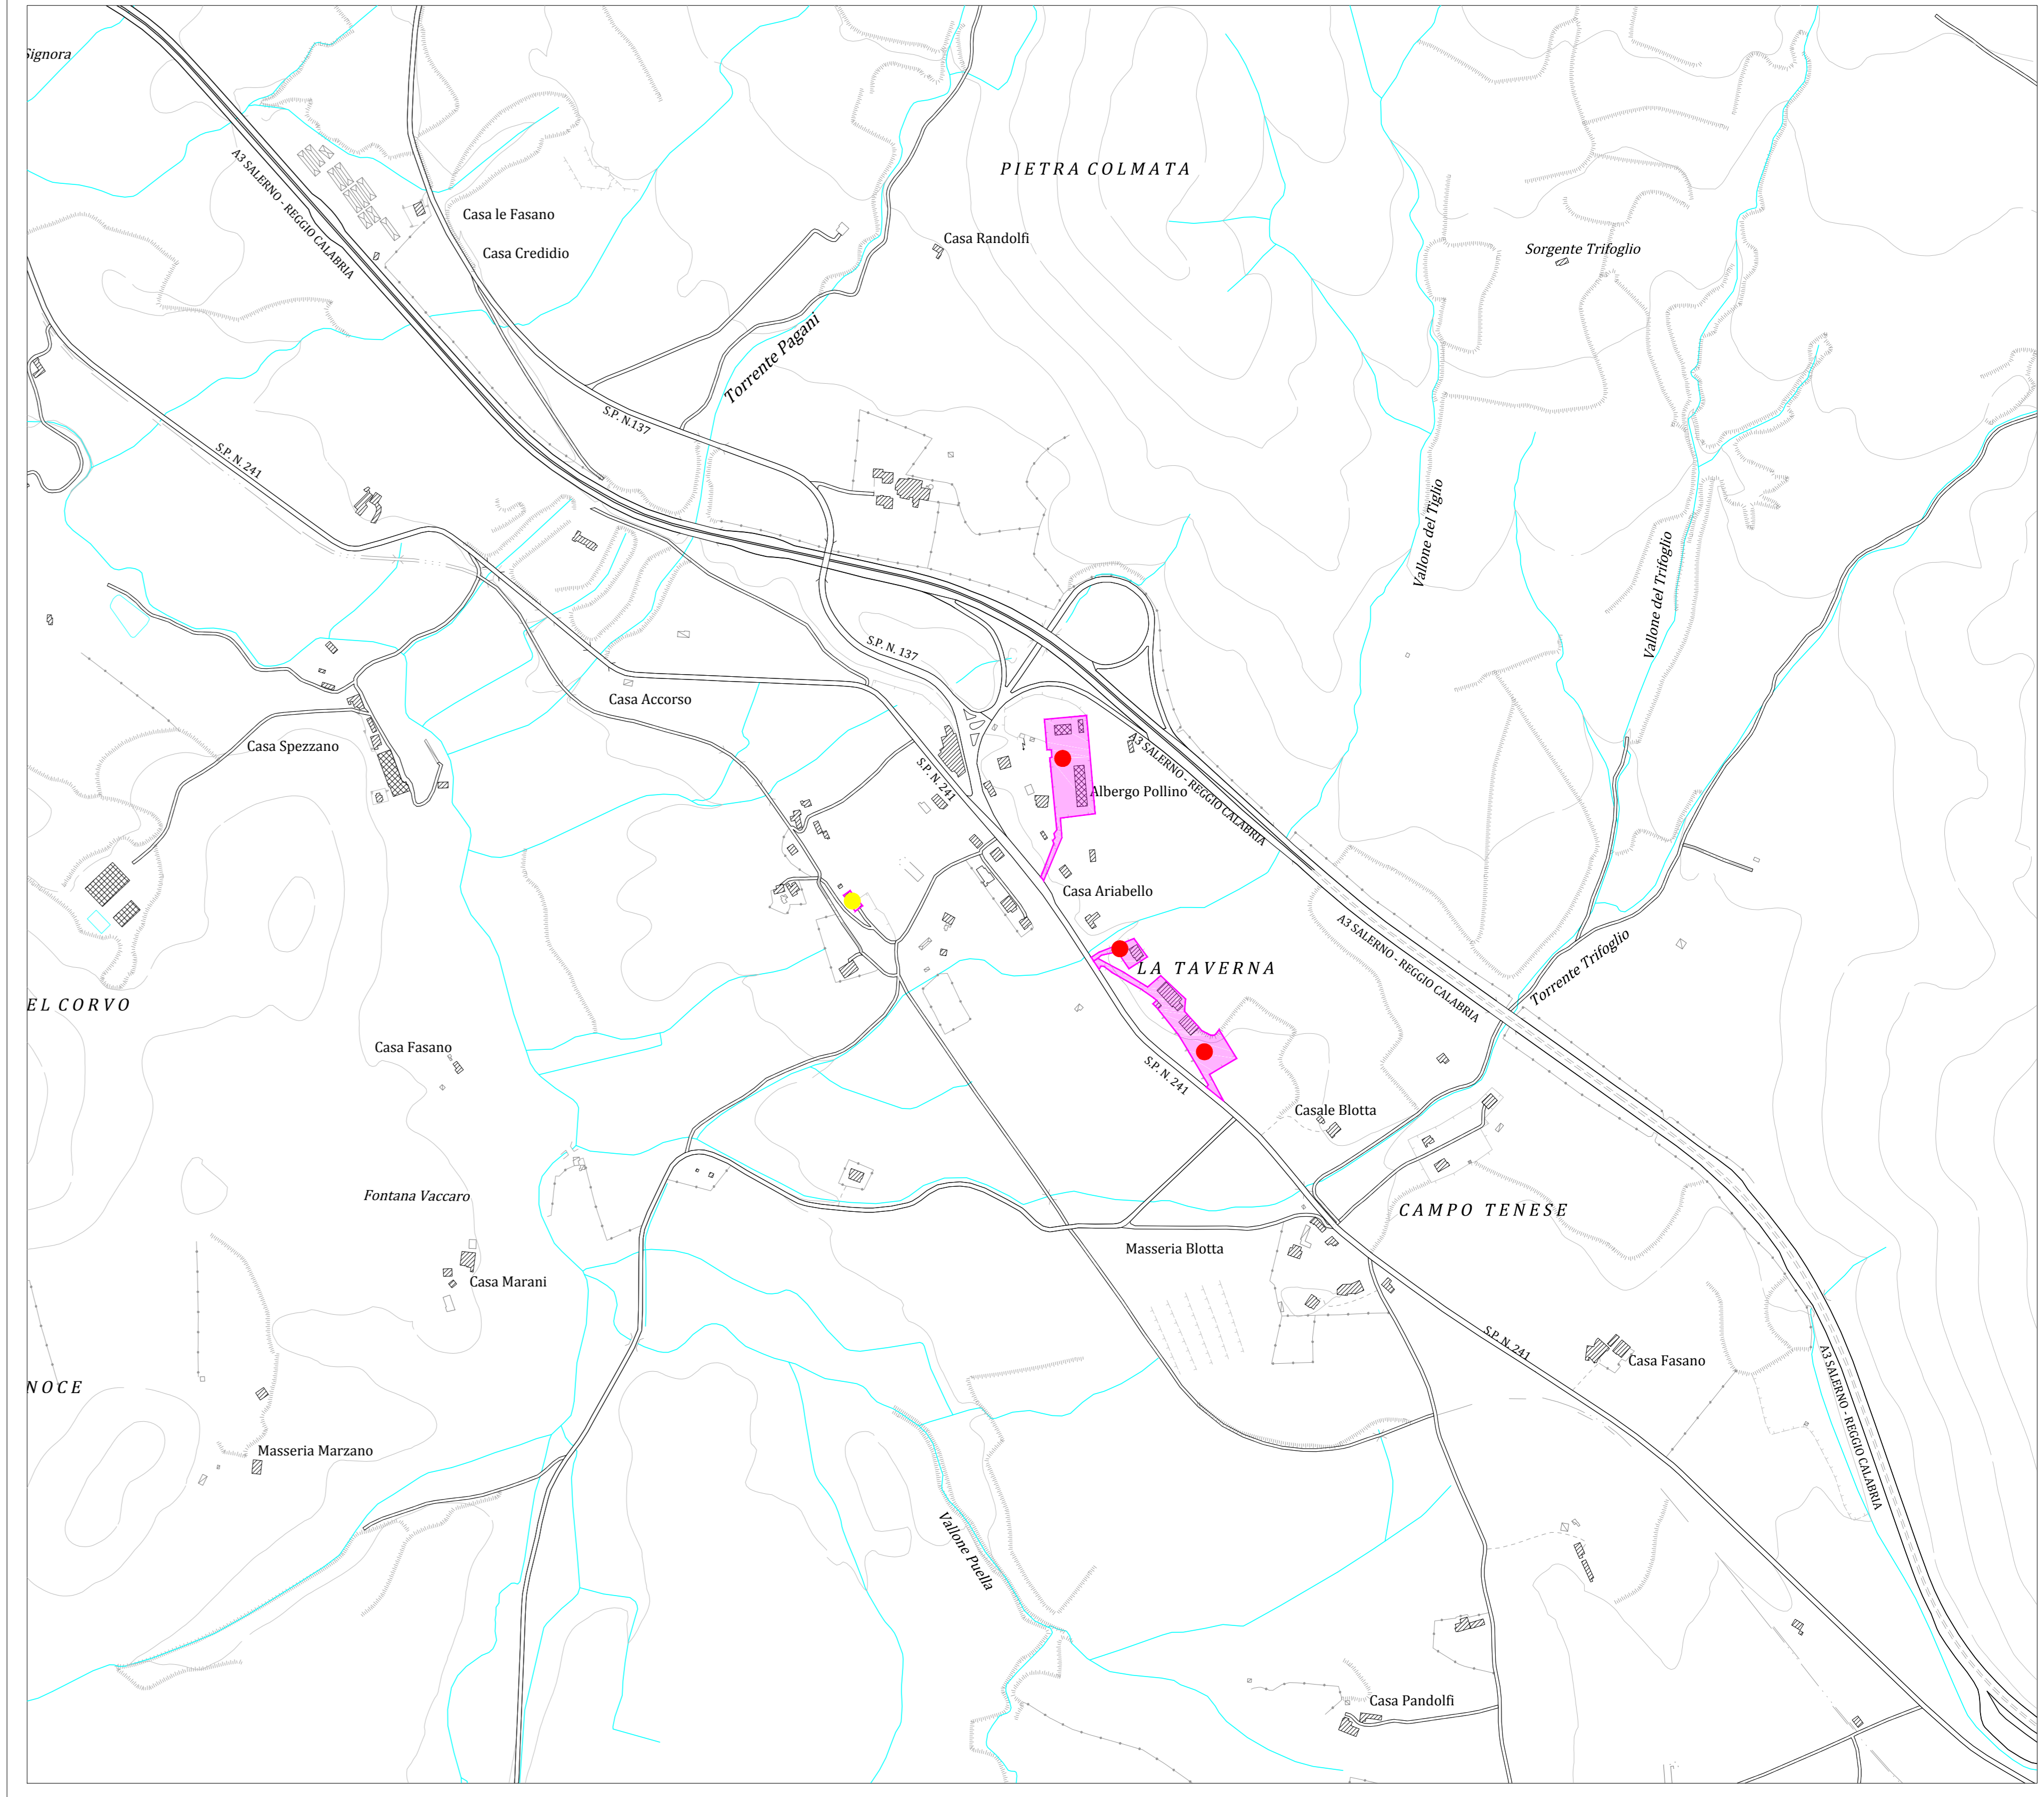 Signora
A3 SALERNO - REGGIO CALABRIA
PIETRA COLMATA
Casa le Fasano
Casa Credidio
Casa Randolfi
Sorgente Trifoglio
Torrente Pagani
S.P. N.137
S.P. N. 241
Vallone del Tiglio
Vallone del Trifoglio
S.P. N. 137
Casa Accorso
Casa Spezzano
S.P. N. 241
A3 SALERNO - REGGIO CALABRIA
Albergo Pollino
Casa Ariabello
A3 SALERNO - REGGIO CALABRIA
Torrente Trifoglio
LA TAVERNA
EL CORVO
Casa Fasano
S.P. N. 241
Casale Blotta
Fontana Vaccaro
CAMPO TENESE
Masseria Blotta
Casa Marani
S.P. N. 241
Casa Fasano
A3 SALERNO - REGGIO CALABRIA
NOCE
Masseria Marzano
Vallone Puella
Casa Pandolfi